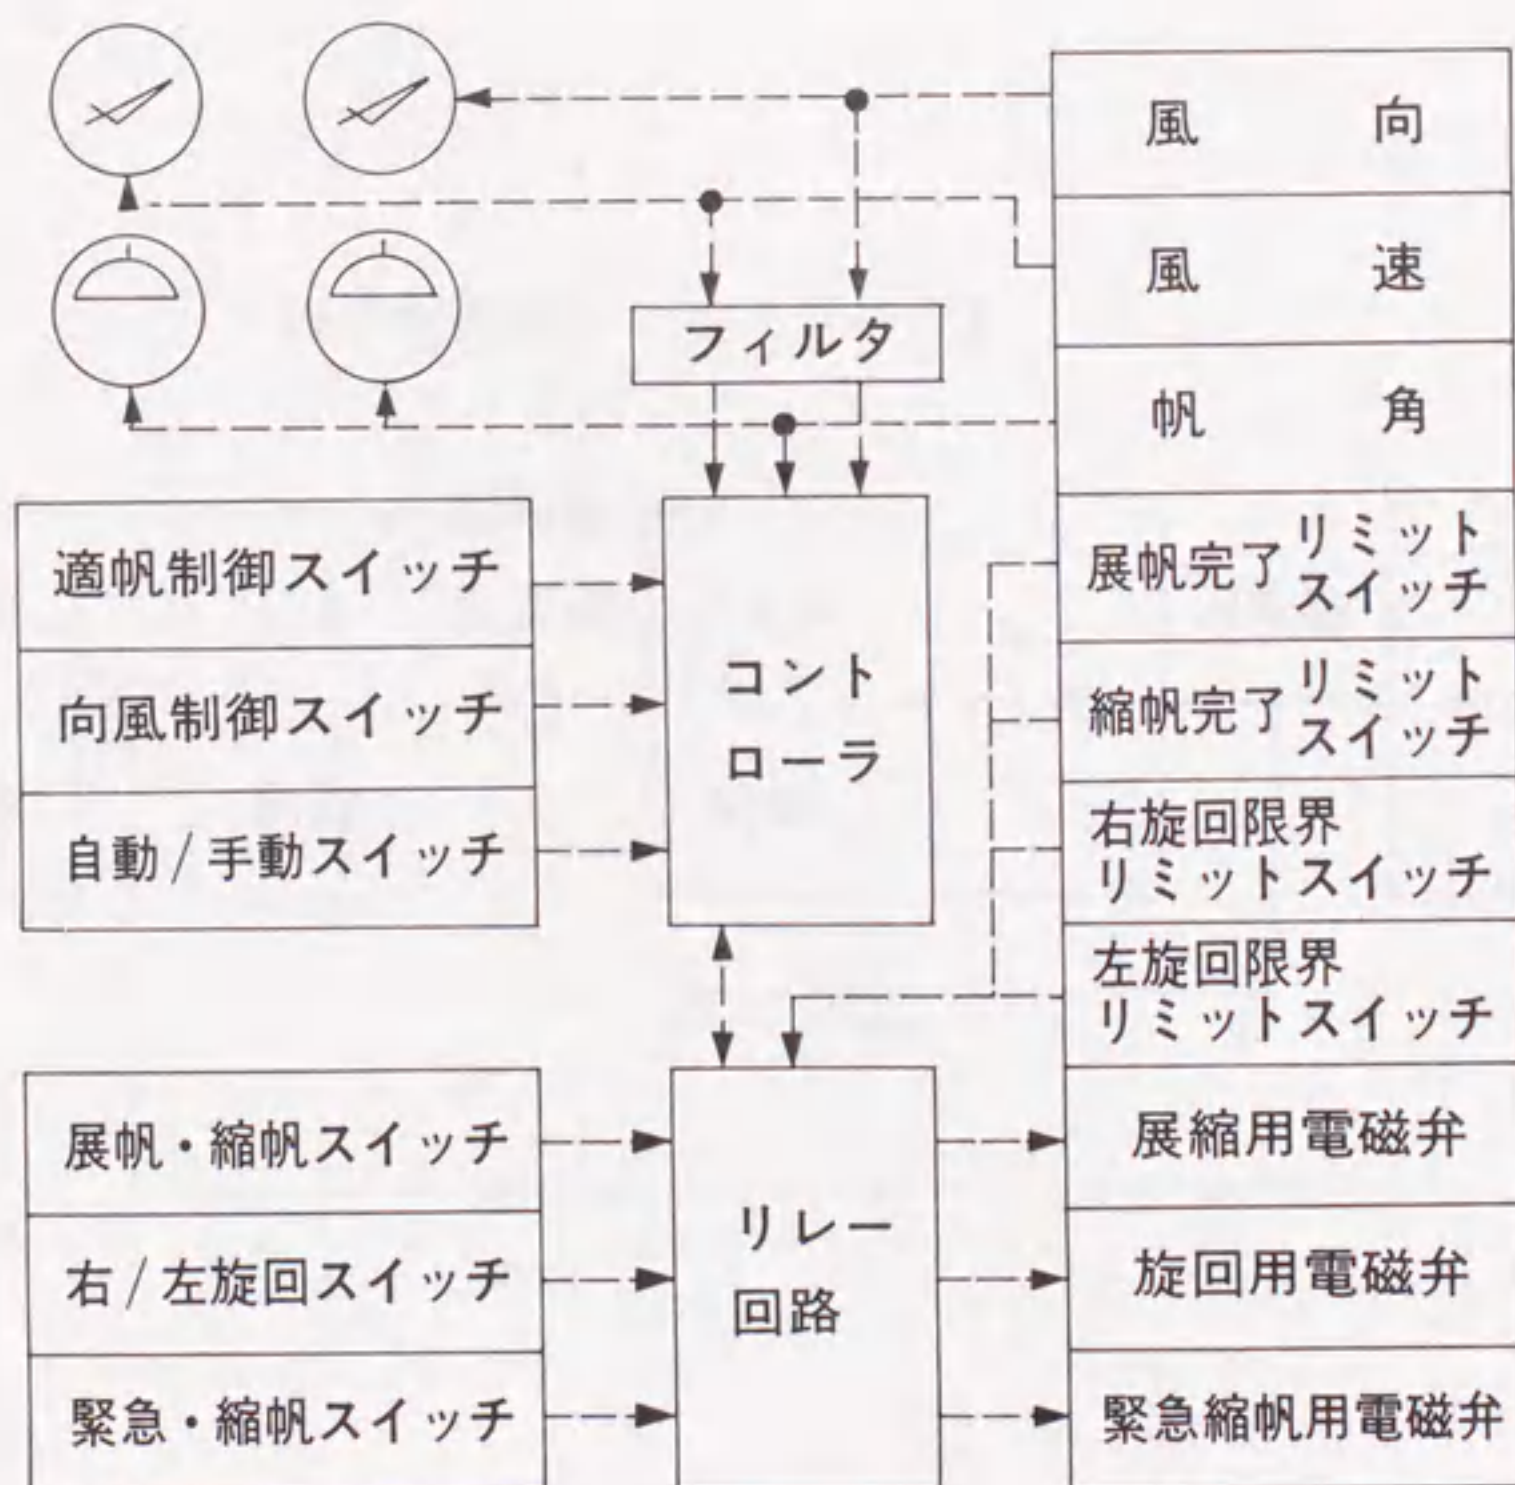 風 向
風 速
フィルタ
帆 角
適帆制御スイッチ
向風制御スイッチ
自動/手動スイッチ
コント
ローラ
展帆完了リミット
スイッチ
縮帆完了リミット
スイッチ
右旋回限界
リミットスイッチ
左旋回限界
リミットスイッチ
展帆・縮帆スイッチ
右/左旋回スイッチ
緊急・縮帆スイッチ
リレー
回路
展縮用電磁弁
旋回用電磁弁
緊急縮帆用電磁弁